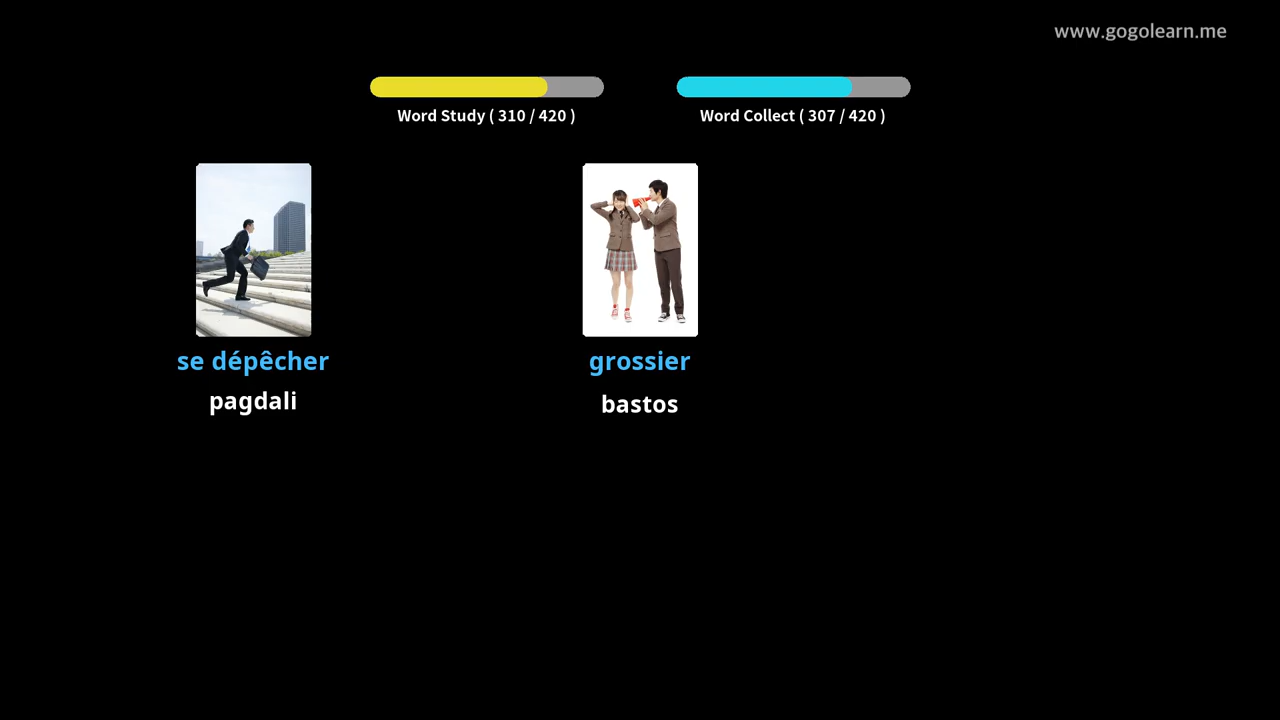 www.gogolearn.me
Word Study ( 310 / 420 )
Word Collect ( 307 / 420 )
se dépêcher
pagdali
grossier
bastos